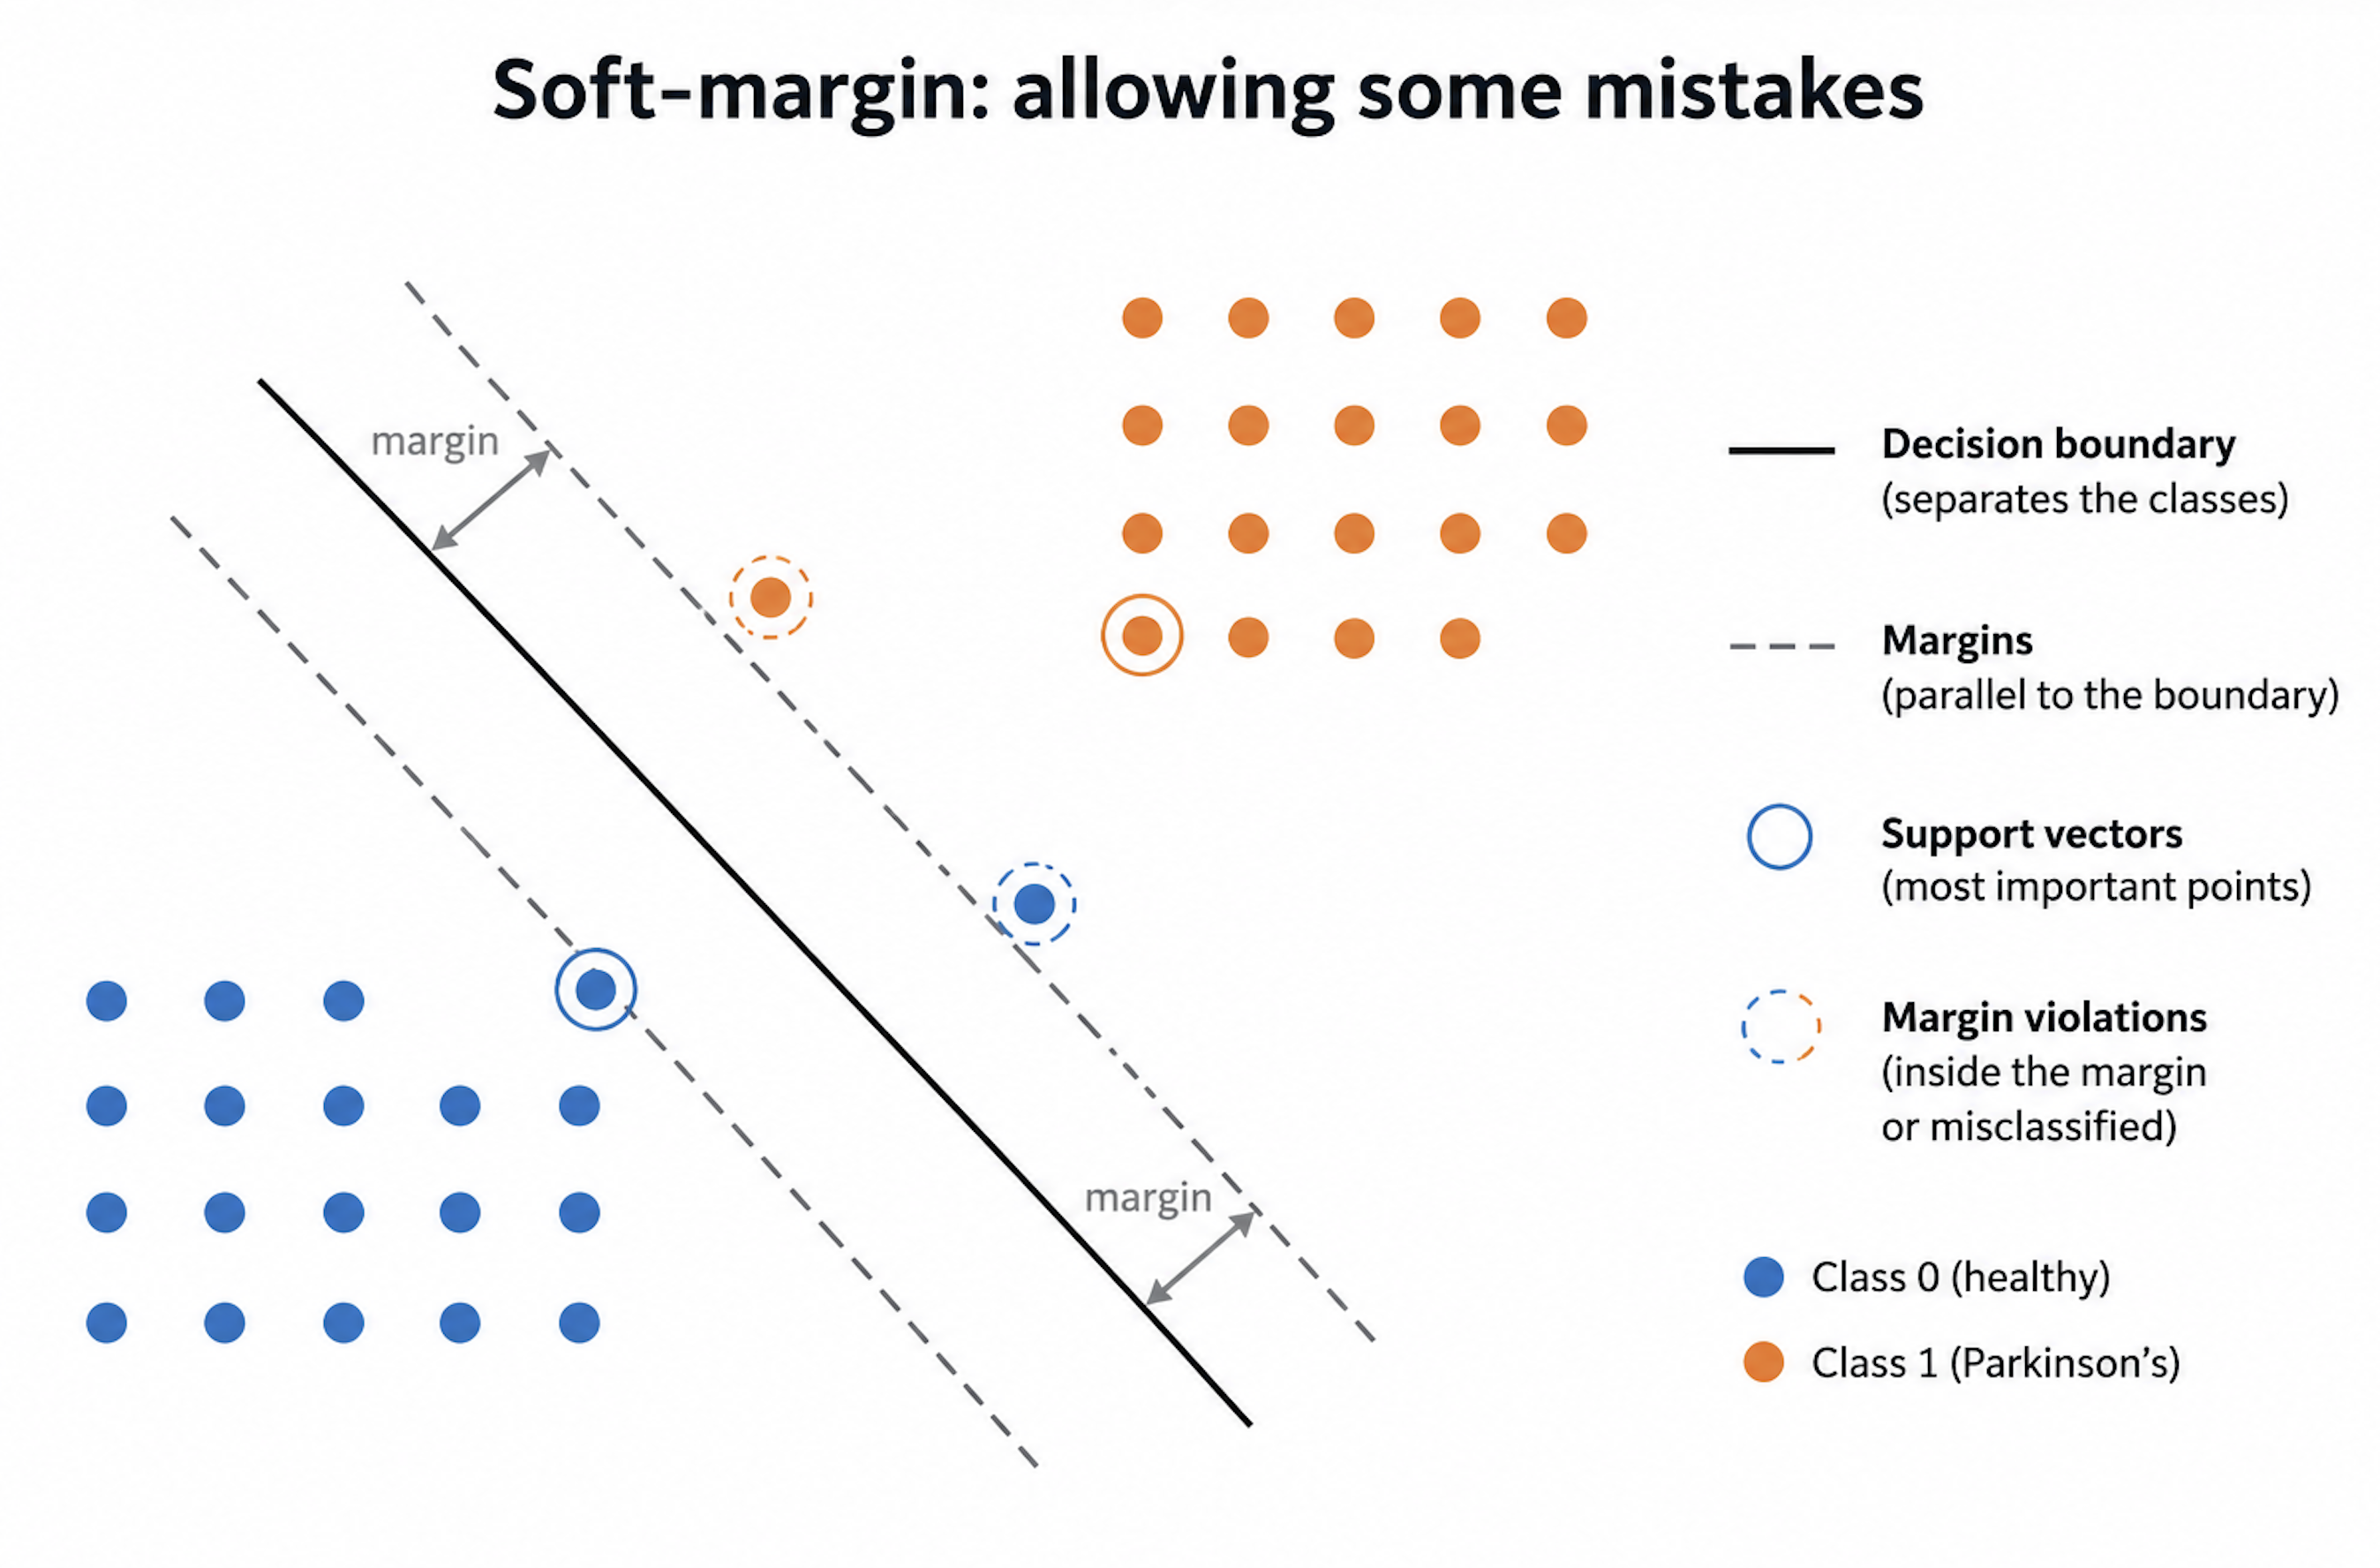 Soft-margin: allowing some mistakes
margin
Decision boundary
(separates the classes)
Margins
(parallel to the boundary)
Support vectors
(most important points)
Margin violations
(inside the margin
or misclassified)
margin
Class 0 (healthy)
Class 1 (Parkinson’s)